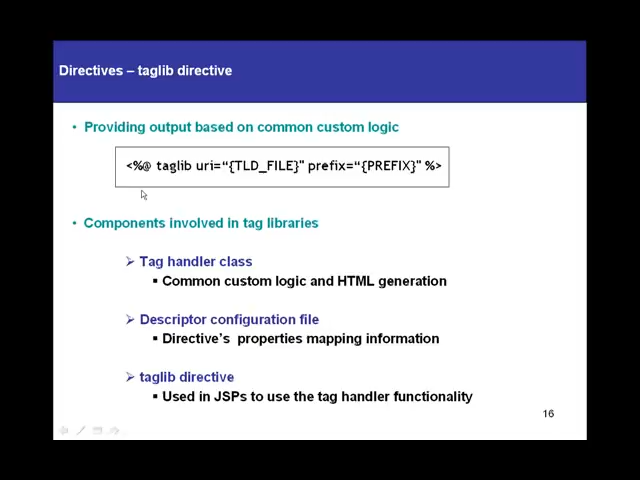 Directives – taglib directive
• Providing output based on common custom logic
<%@ taglib uri=“{TLD_FILE}" prefix=“{PREFIX}" %>
• Components involved in tag libraries
➢ Tag handler class
▪ Common custom logic and HTML generation
➢ Descriptor configuration file
▪ Directive’s  properties mapping information
➢ taglib directive
▪ Used in JSPs to use the tag handler functionality
16